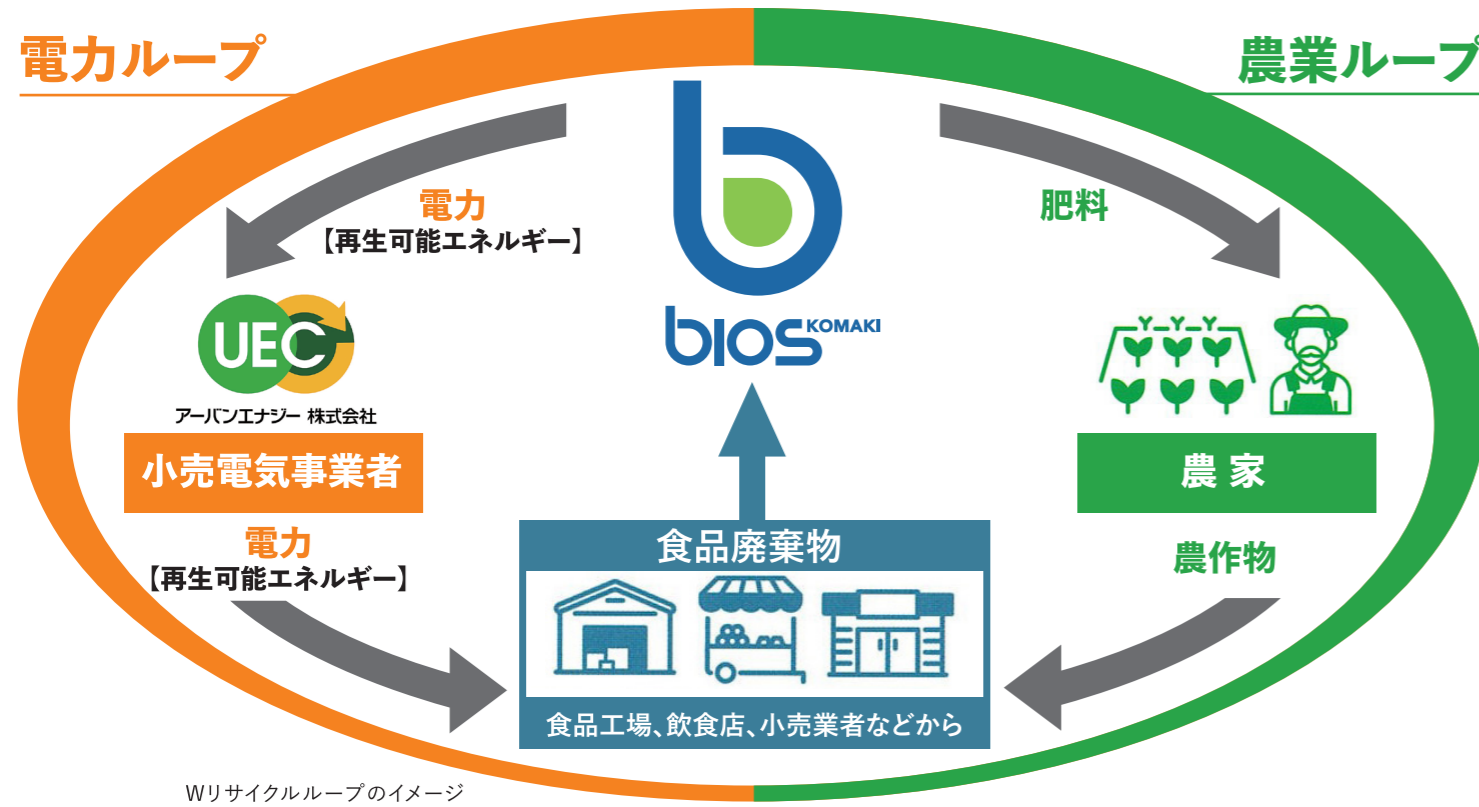 電力ループ
農業ループ
電力
【再生可能エネルギー】
肥料
bios KOMAKI
UEC
アーバンエナジー 株式会社
小売電気事業者
農 家
電力
【再生可能エネルギー】
農作物
食品廃棄物
食品工場、飲食店、小売業者などから
Wリサイクルループのイメージ